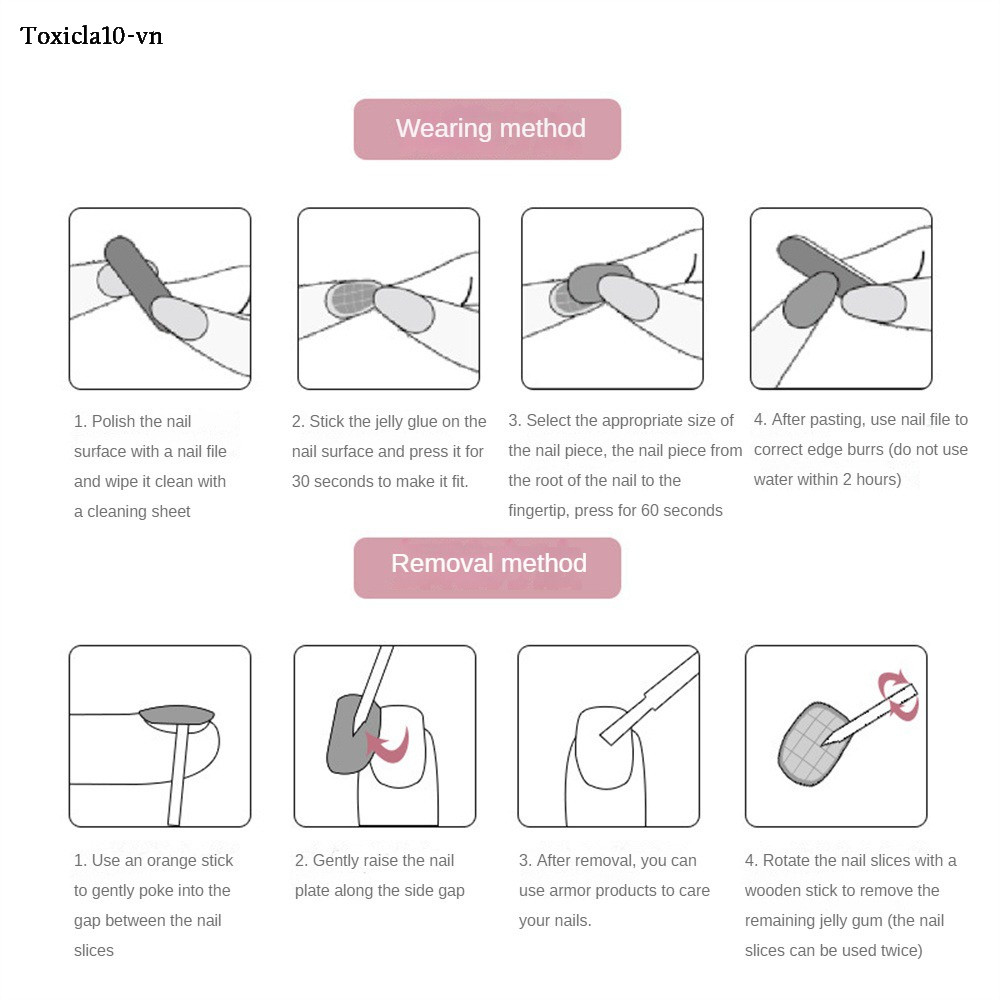 Toxicla10-vn
Wearing method
1. Polish the nail
surface with a nail file
and wipe it clean with
a cleaning sheet
2. Stick the jelly glue on the
nail surface and press it for
30 seconds to make it fit.
3. Select the appropriate size of
the nail piece, the nail piece from
the root of the nail to the
fingertip, press for 60 seconds
4. After pasting, use nail file to
correct edge burrs (do not use
water within 2 hours)
Removal method
1. Use an orange stick
to gently poke into the
gap between the nail
slices
2. Gently raise the nail
plate along the side gap
3. After removal, you can
use armor products to care
your nails.
4. Rotate the nail slices with a
wooden stick to remove the
remaining jelly gum (the nail
slices can be used twice)